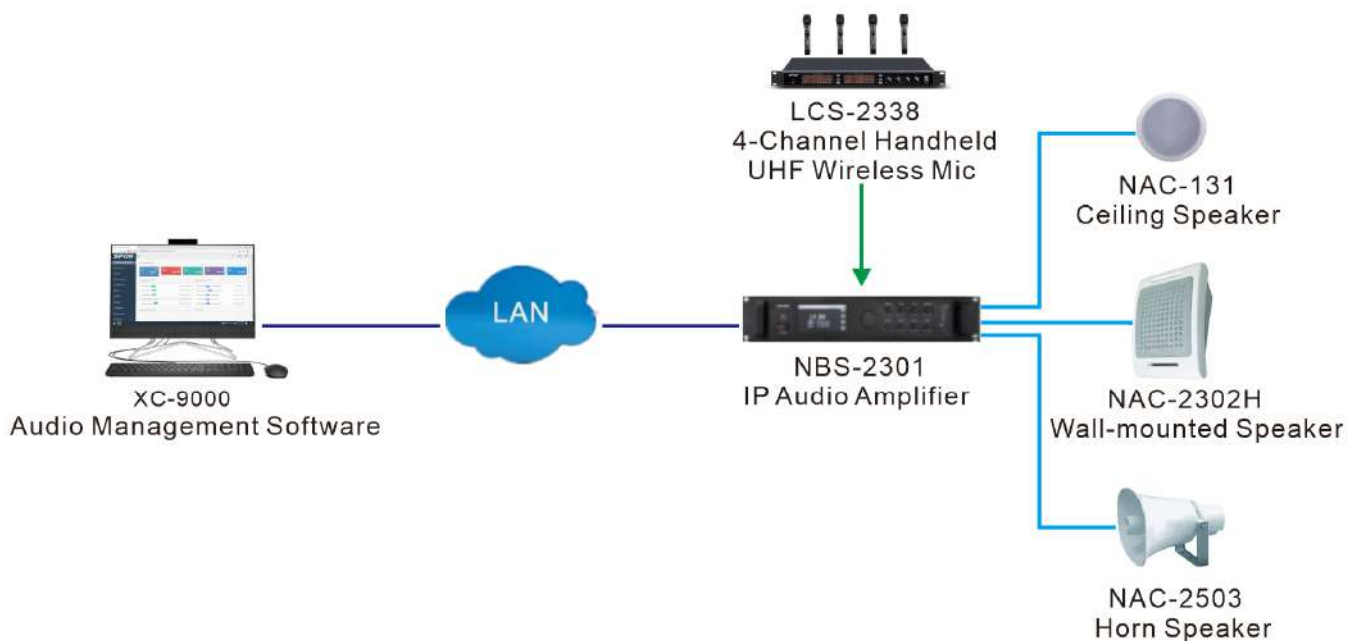 LCS-2338
4-Channel Handheld
UHF Wireless Mic
NAC-131
Ceiling Speaker
SPON
LAN
NBS-2301
IP Audio Amplifier
XC-9000
Audio Management Software
NAC-2302H
Wall-mounted Speaker
NAC-2503
Horn Speaker